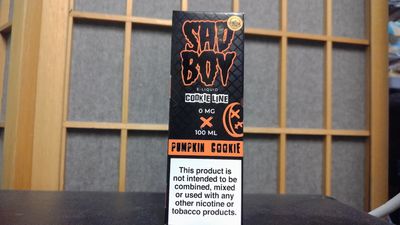 SAD
BOY
E-LIQUID
COOKIE LINE
0 MG
X
100 ML
PUMPKIN COOKIE
This product is
not intended to be
combined, mixed
or used with any
other nicotine or
tobacco products.